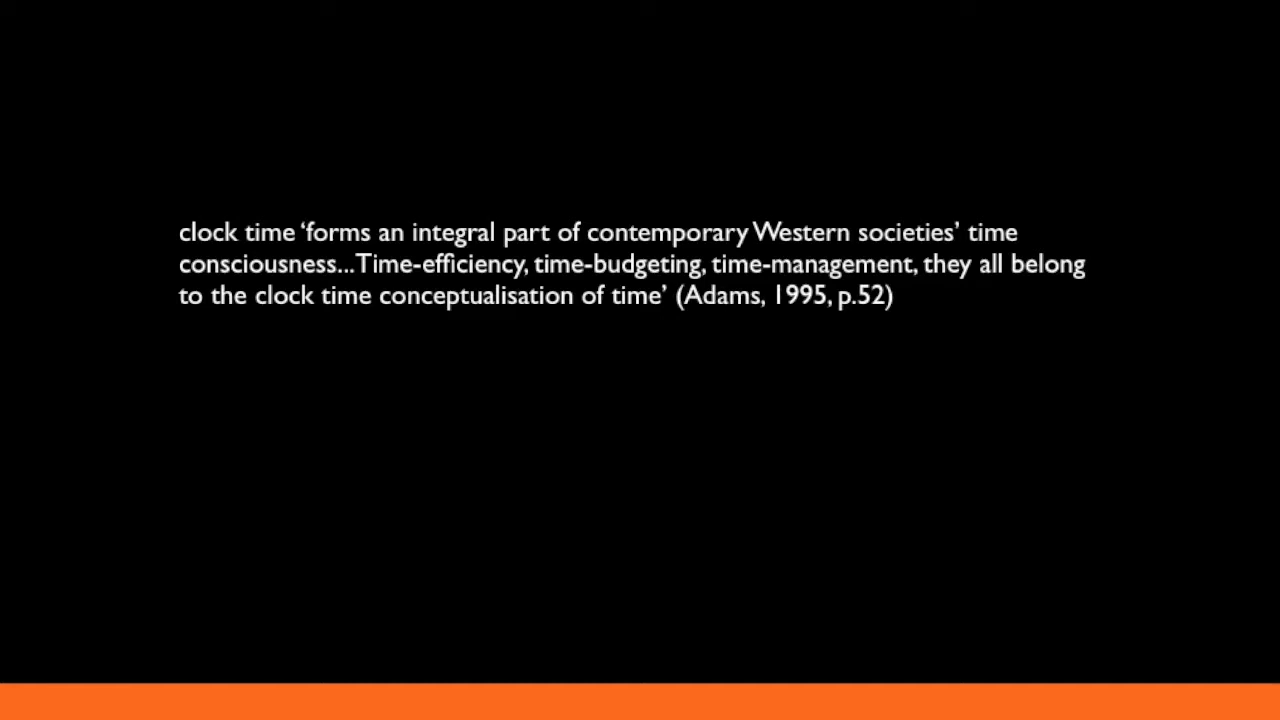 clock time ‘forms an integral part of contemporary Western societies’ time
consciousness...Time-efficiency, time-budgeting, time-management, they all belong
to the clock time conceptualisation of time’ (Adams, 1995, p.52)